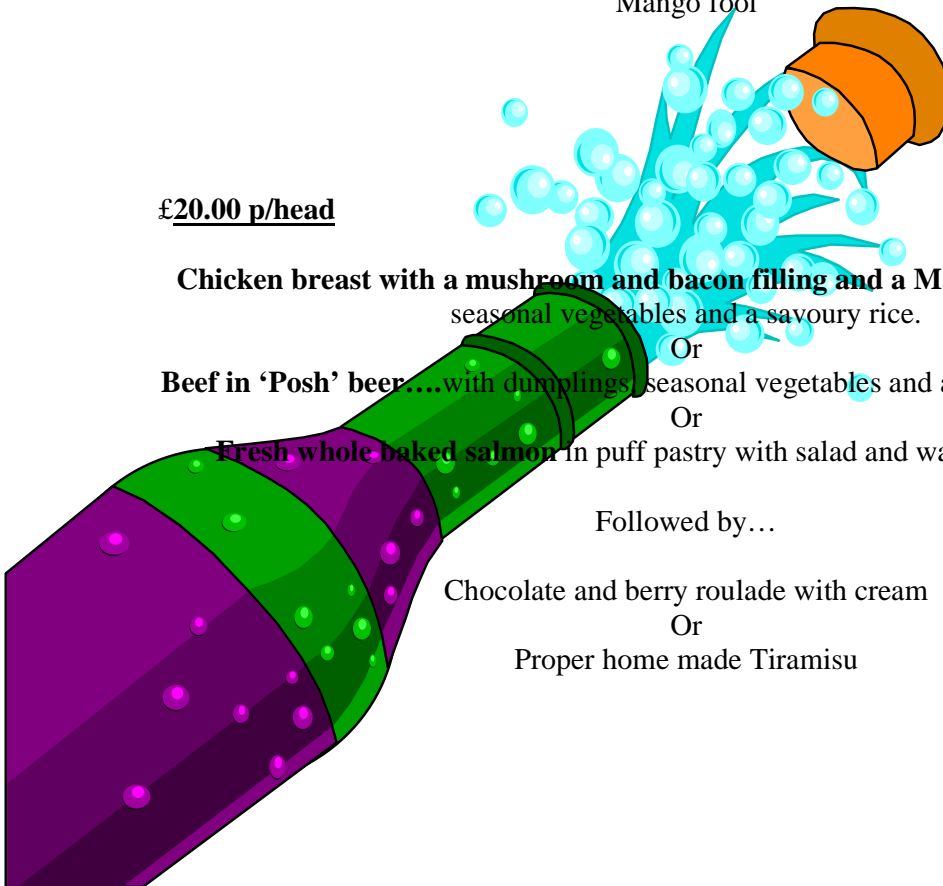 Mango fool
£20.00 p/head
Chicken breast with a mushroom and bacon filling and a
seasonal vegetables and a savoury rice.
Or
Beef in ‘Posh’ beer….with dumplings, seasonal vegetables and
Or
Fresh whole baked salmon in puff pastry with salad and
Followed by…
Chocolate and berry roulade with cream
Or
Proper home made Tiramisu